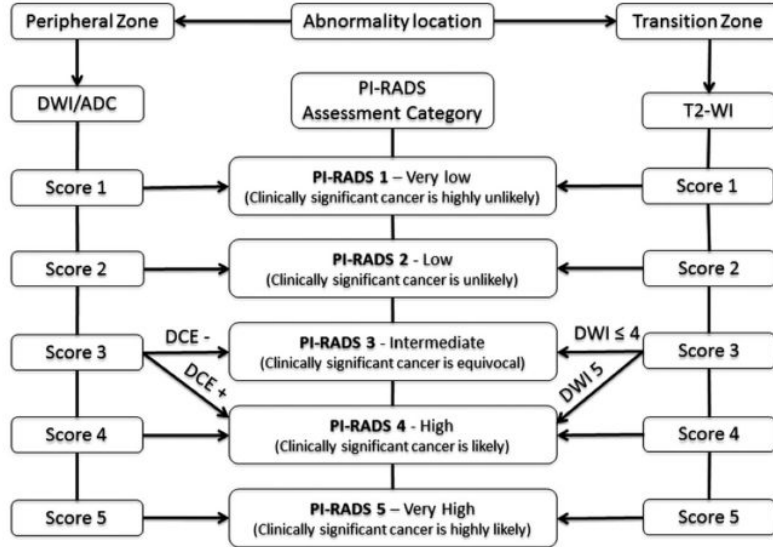 Peripheral Zone
Abnormality location
Transition Zone
DWI/ADC
PI-RADS
Assessment Category
T2-WI
Score 1
PI-RADS 1 – Very low
(Clinically significant cancer is highly unlikely)
Score 1
Score 2
PI-RADS 2 - Low
(Clinically significant cancer is unlikely)
Score 2
Score 3
DCE -
DCE +
PI-RADS 3 - Intermediate
(Clinically significant cancer is equivocal)
DWI ≤ 4
DWI 5
Score 3
Score 4
PI-RADS 4 - High
(Clinically significant cancer is likely)
Score 4
Score 5
PI-RADS 5 – Very High
(Clinically significant cancer is highly likely)
Score 5